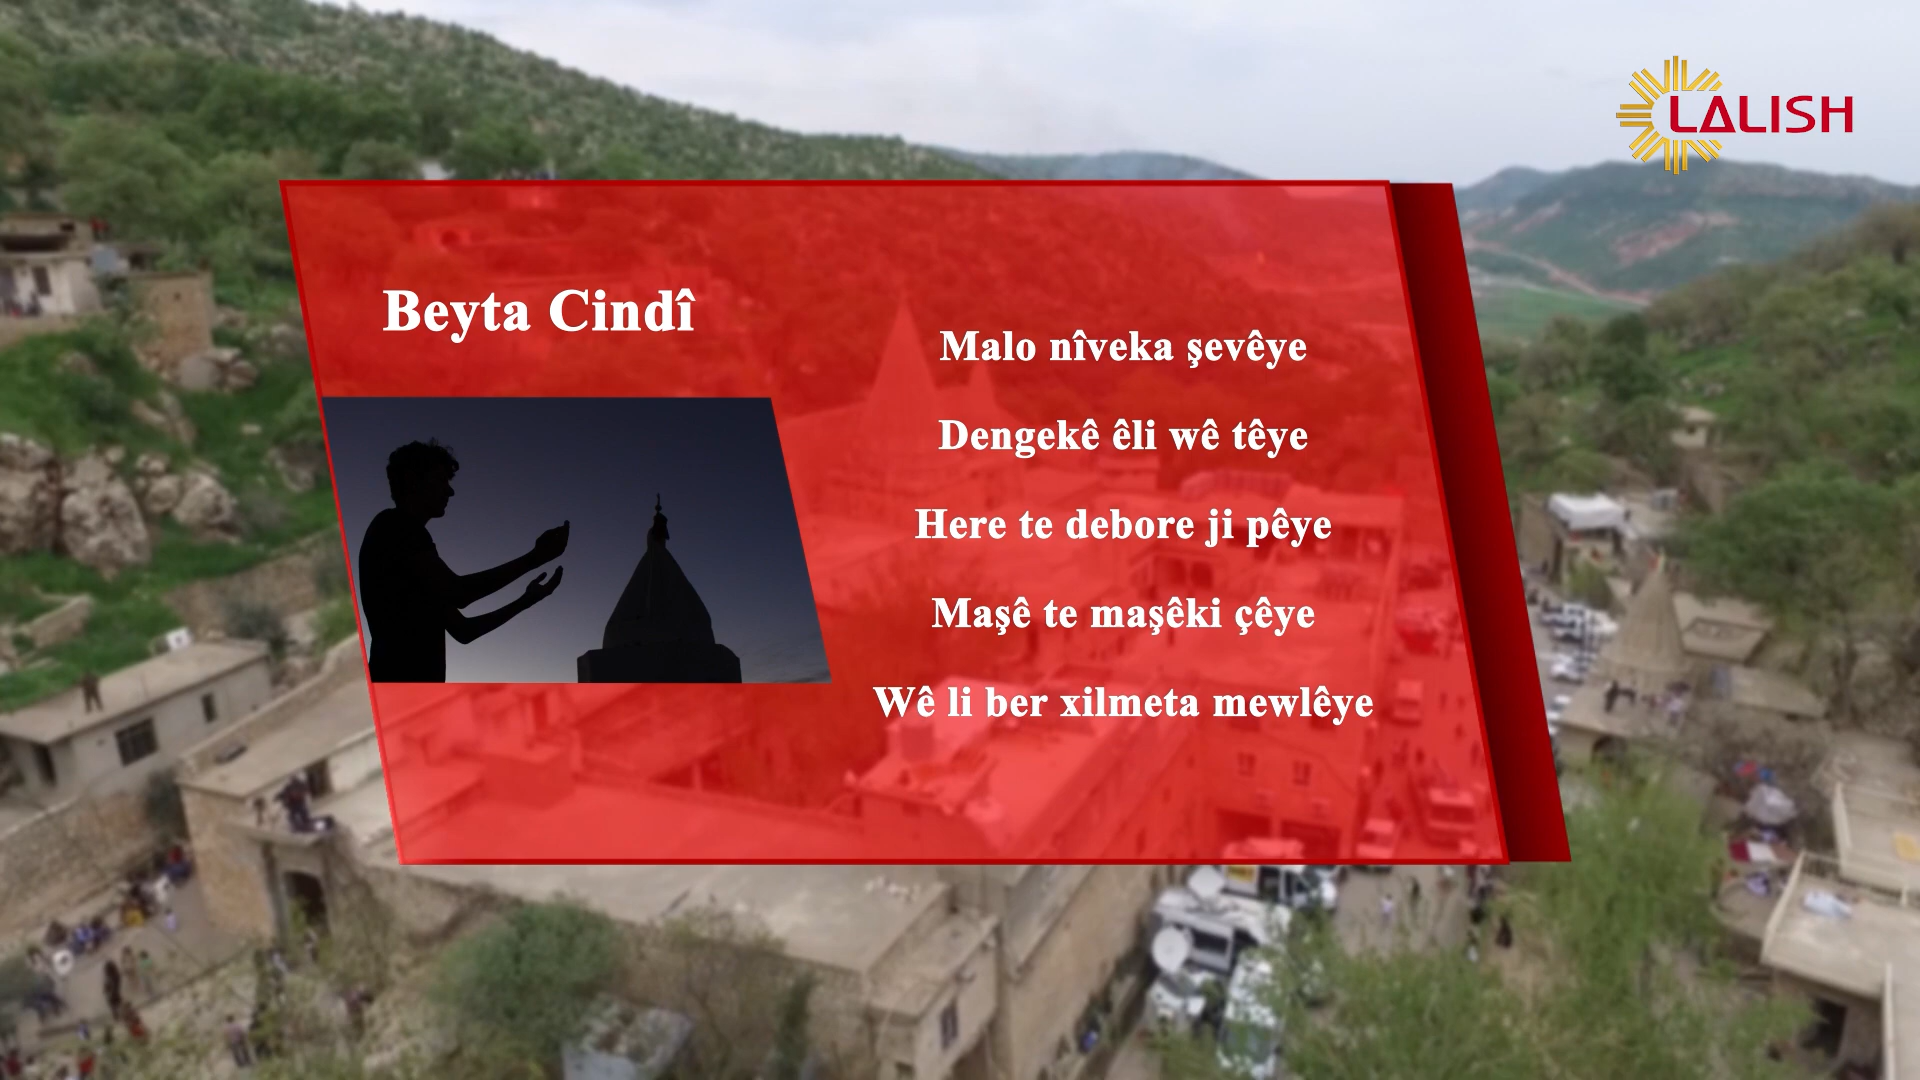 LALISH
Beyta Cindî
Malo nîveka şevêye
Dengekê êli wê têye
Here te debore ji pêye
Maşê te maşêki çêye
Wê li ber xilmeta mewlêye